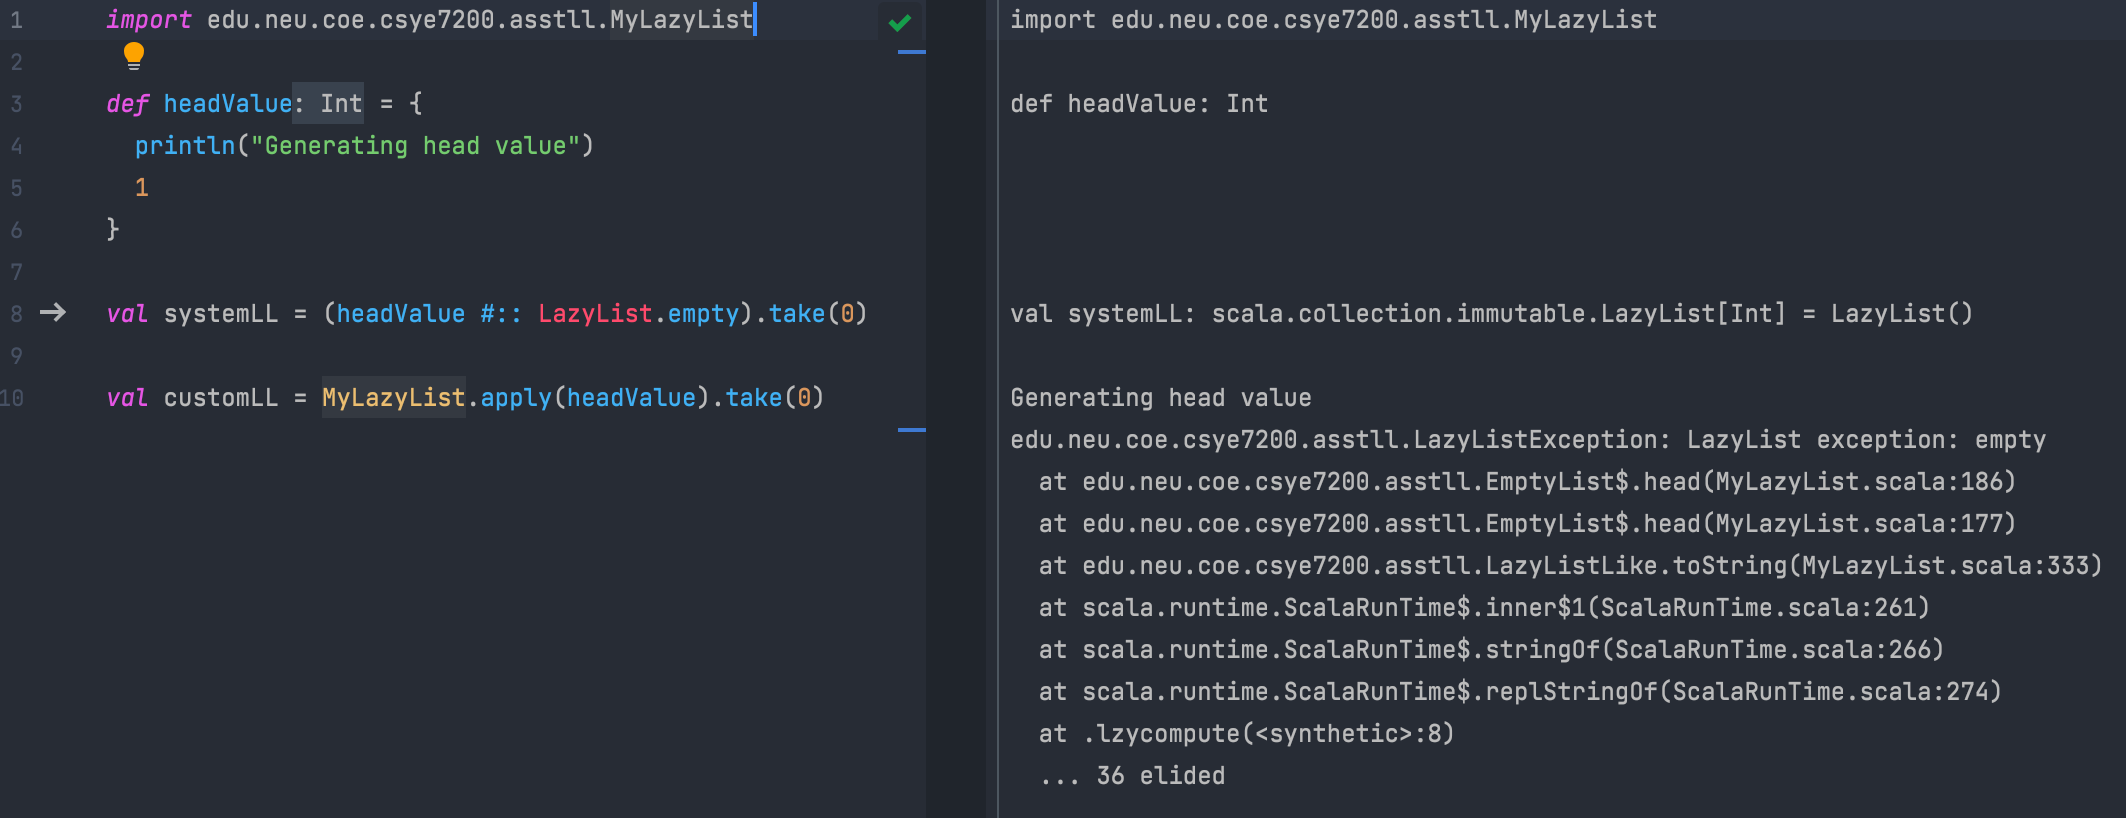 1 import edu.neu.coe.csye7200.asstll.MyLazyList
2
3 def headValue: Int = {
4 println("Generating head value")
5 1
6 }
7
8 val systemLL = (headValue #:: LazyList.empty).take(0)
9
10 val customLL = MyLazyList.apply(headValue).take(0)
import edu.neu.coe.csye7200.asstll.MyLazyList
def headValue: Int
val systemLL: scala.collection.immutable.LazyList[Int] = LazyList()
Generating head value
edu.neu.coe.csye7200.asstll.LazyListException: LazyList exception: empty
at edu.neu.coe.csye7200.asstll.EmptyList$.head(MyLazyList.scala:186)
at edu.neu.coe.csye7200.asstll.EmptyList$.head(MyLazyList.scala:177)
at edu.neu.coe.csye7200.asstll.LazyListLike.toString(MyLazyList.scala:333)
at scala.runtime.ScalaRunTime$.inner$1(ScalaRunTime.scala:261)
at scala.runtime.ScalaRunTime$.stringOf(ScalaRunTime.scala:266)
at scala.runtime.ScalaRunTime$.replStringOf(ScalaRunTime.scala:274)
at .lzycompute(<synthetic>:8)
... 36 elided